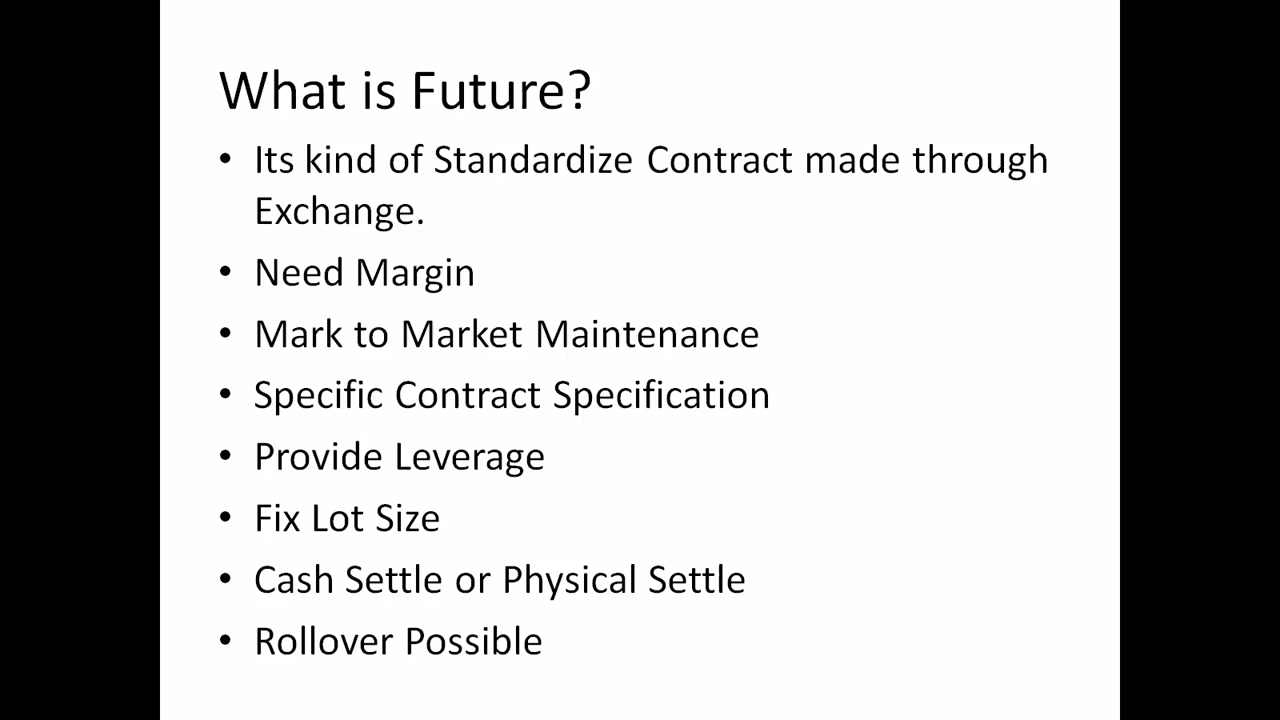 What is Future?
• Its kind of Standardize Contract made through
Exchange.
• Need Margin
• Mark to Market Maintenance
• Specific Contract Specification
• Provide Leverage
• Fix Lot Size
• Cash Settle or Physical Settle
• Rollover Possible